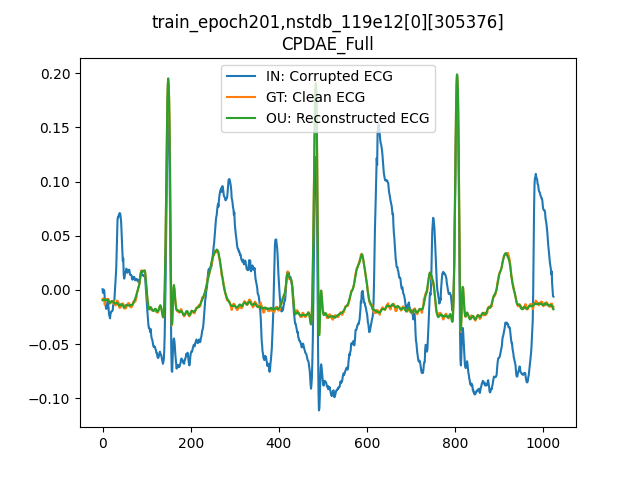 train_epoch201,nstdb_119e12[0][305376]
CPDAE_Full
IN: Corrupted ECG
GT: Clean ECG
OU: Reconstructed ECG
0.20
0.15
0.10
0.05
0.00
−0.05
−0.10
0 200 400 600 800 1000